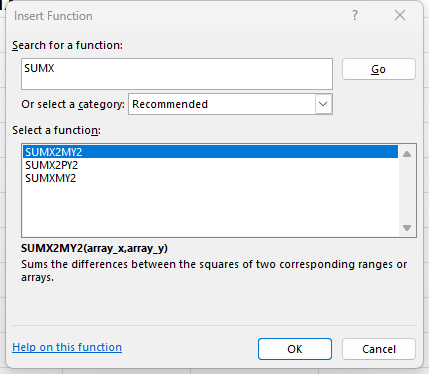 Insert Function
?
Search for a function:
SUMX
Go
Or select a category: Recommended
Select a function:
SUMX2MY2
SUMX2PY2
SUMXMY2
SUMX2MY2(array_x,array_y)
Sums the differences between the squares of two corresponding ranges or
arrays.
Help on this function
OK
Cancel